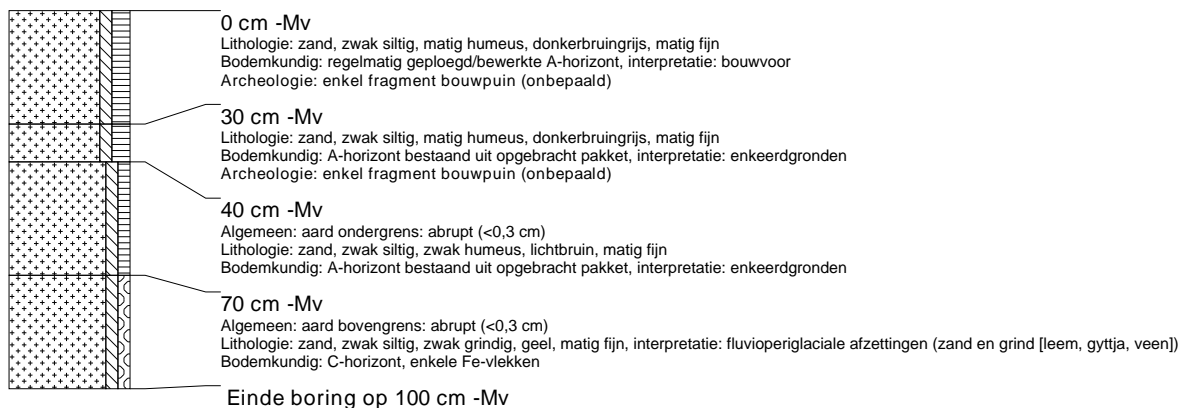 0 cm -Mv
Lithologie: zand, zwak siltig, matig humeus, donkerbruingrijs, matig fijn
Bodemkundig: regelmatig geploegd/bewerkte A-horizont, interpretatie: bouwvoor
Archeologie: enkel fragment bouwpuin (onbepaald)
30 cm -Mv
Lithologie: zand, zwak siltig, matig humeus, donkerbruingrijs, matig fijn
Bodemkundig: A-horizont bestaand uit opgebracht pakket, interpretatie: enkeerdgronden
Archeologie: enkel fragment bouwpuin (onbepaald)
40 cm -Mv
Algemeen: aard ondergrens: abrupt (<0,3 cm)
Lithologie: zand, zwak siltig, zwak humeus, lichtbruin, matig fijn
Bodemkundig: A-horizont bestaand uit opgebracht pakket, interpretatie: enkeerdgronden
70 cm -Mv
Algemeen: aard bovengrens: abrupt (<0,3 cm)
Lithologie: zand, zwak siltig, zwak grindig, geel, matig fijn, interpretatie: fluvioperiglaciale afzettingen (zand en grind [leem, gyttja, veen])
Bodemkundig: C-horizont, enkele Fe-vlekken
Einde boring op 100 cm -Mv